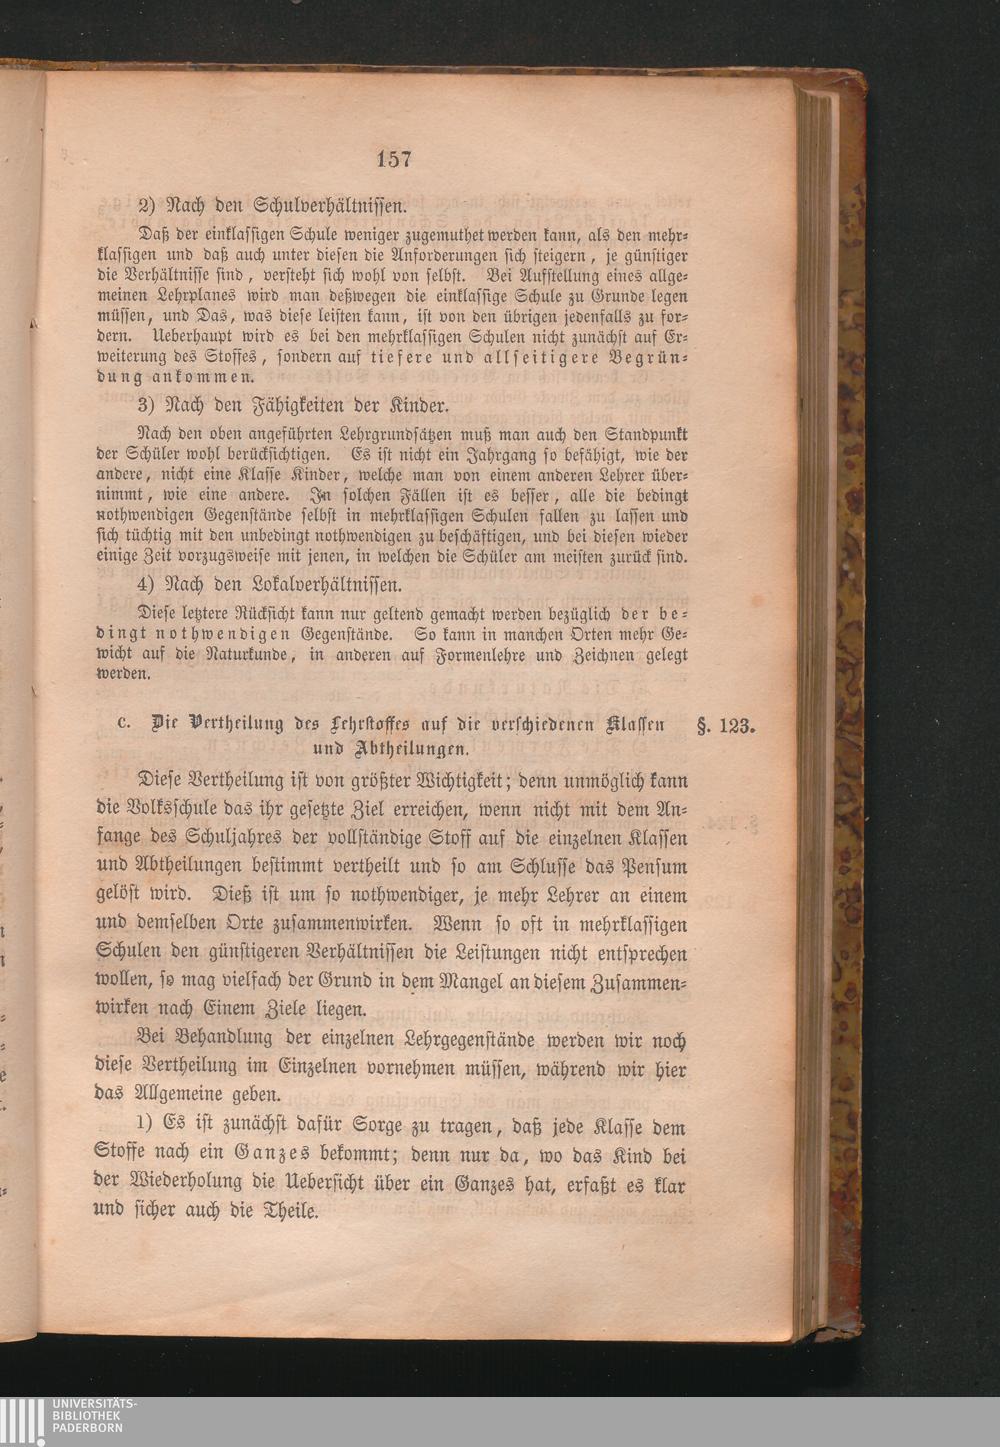 157
2) Nach den Schulverhältnissen.
Daß der einklassigen Schule weniger zugemuthet werden kann, als den mehr-
klassigen und daß auch unter diesen die Anforderungen sich steigern, je günstiger
die Verhältnisse sind, versteht sich wohl von selbst. Bei Aufstellung eines allge-
meinen Lehrplanes wird man deßwegen die einklassige Schule zu Grunde legen
müssen, und Das, was diese leisten kann, ist von den übrigen jedenfalls zu for-
dern. Ueberhaupt wird es bei den mehrklassigen Schulen nicht zunächst auf Er-
weiterung des Stoffes, sondern auf tiefere und allseitigere Begrün-
dung ankommen.
3) Nach den Fähigkeiten der Kinder.
Nach den oben angeführten Lehrgrundsätzen muß man auch den Standpunkt
der Schüler wohl berücksichtigen. Es ist nicht ein Jahrgang so befähigt, wie der
andere, nicht eine Klasse Kinder, welche man von einem anderen Lehrer über-
nimmt, wie eine andere. In solchen Fällen ist es besser, alle die bedingt
nothwendigen Gegenstände selbst in mehrklassigen Schulen fallen zu lassen und
sich tüchtig mit den unbedingt nothwendigen zu beschäftigen, und bei diesen wieder
einige Zeit vorzugsweise mit jenen, in welchen die Schüler am meisten zurück sind.
4) Nach den Lokalverhältnissen.
Diese letztere Rücksicht kann nur geltend gemacht werden bezüglich der be-
dingt nothwendigen Gegenstände. So kann in manchen Orten mehr Ge-
wicht auf die Naturkunde, in anderen auf Formenlehre und Zeichnen gelegt
werden.
c. Die Vertheilung des Lehrstoffes auf die verschiedenen Klassen §. 123.
und Abtheilungen.
Diese Vertheilung ist von größter Wichtigkeit; denn unmöglich kann
die Volksschule das ihr gesetzte Ziel erreichen, wenn nicht mit dem An-
fange des Schuljahres der vollständige Stoff auf die einzelnen Klassen
und Abtheilungen bestimmt vertheilt und so am Schlusse das Pensum
gelöst wird. Dieß ist um so nothwendiger, je mehr Lehrer an einem
und demselben Orte zusammenwirken. Wenn so oft in mehrklassigen
Schulen den günstigeren Verhältnissen die Leistungen nicht entsprechen
wollen, so mag vielfach der Grund in dem Mangel an diesem Zusammen-
wirken nach Einem Ziele liegen.
Bei Behandlung der einzelnen Lehrgegenstände werden wir noch
diese Vertheilung im Einzelnen vornehmen müssen, während wir hier
das Allgemeine geben.
1) Es ist zunächst dafür Sorge zu tragen, daß jede Klasse dem
Stoffe nach ein Ganzes bekommt; denn nur da, wo das Kind bei
der Wiederholung die Uebersicht über ein Ganzes hat, erfaßt es klar
und sicher auch die Theile.
UNIVERSITÄTS-
BIBLIOTHEK
PADERBORN